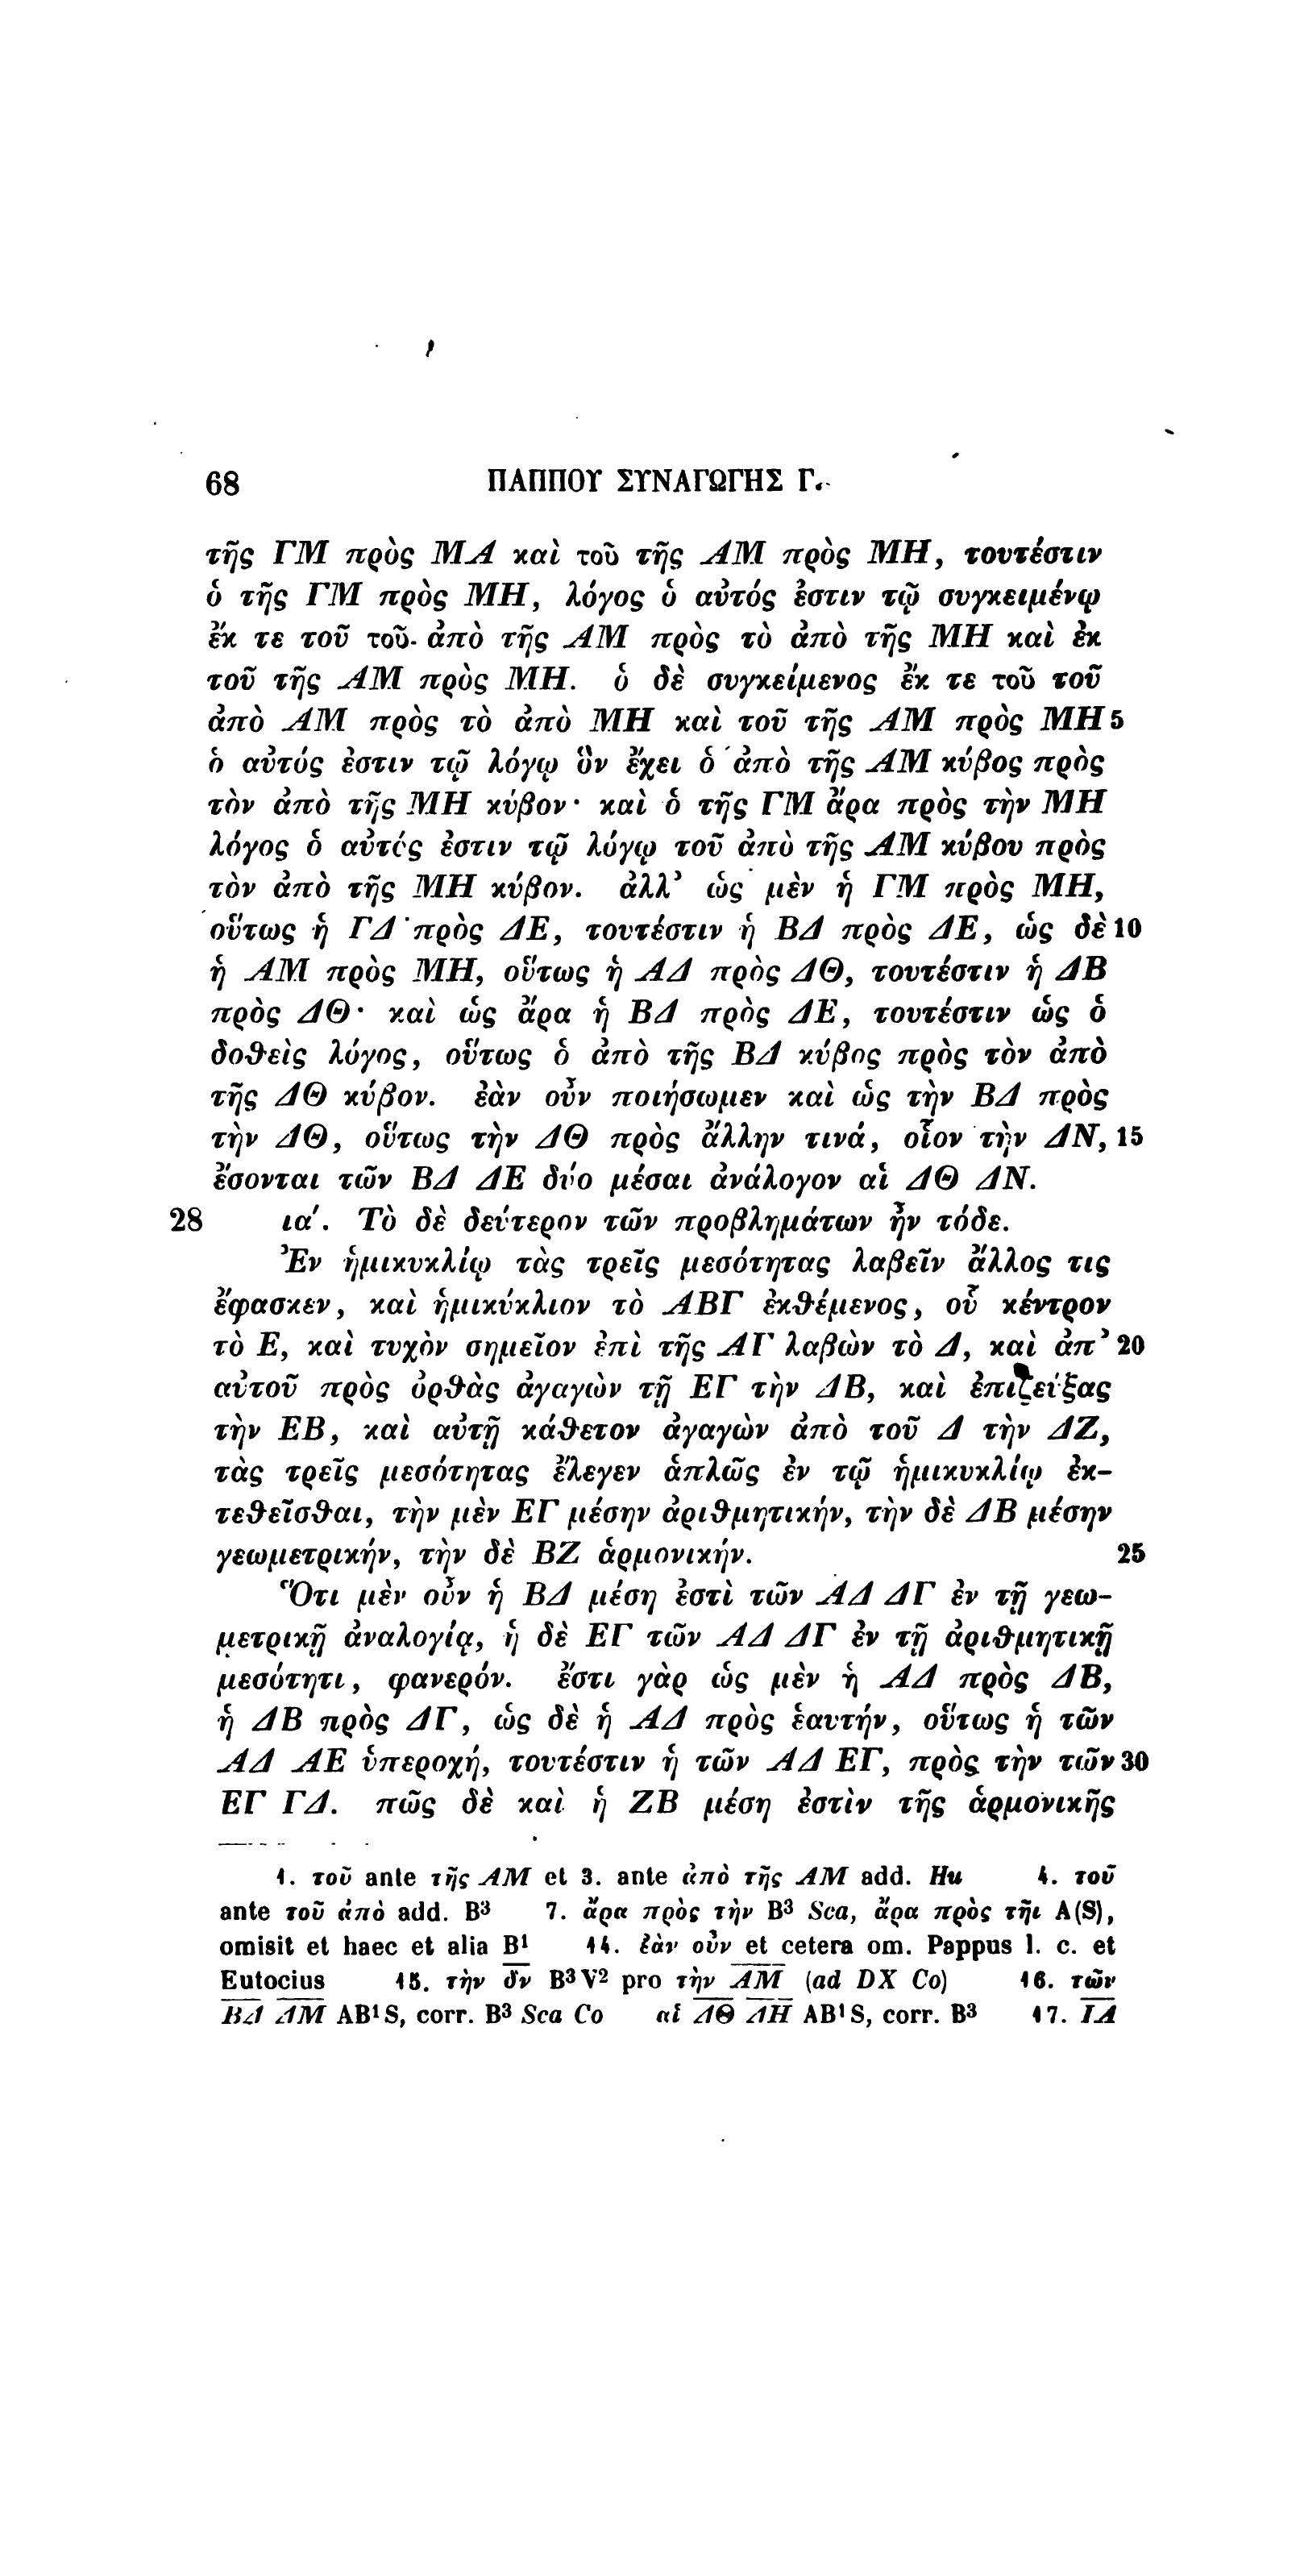 68 ΠΑΠΠΟΥ ΣΥΝΑΓΩΓΗΣ Γ.
τῆς ΓΜ πρὸς ΜΑ καὶ τοῦ τῆς ΑΜ πρὸς ΜΗ, τουτέστιν
ὁ τῆς ΓΜ πρὸς ΜΗ, λόγος ὁ αὐτός ἐστιν τῷ συγκειμένῳ
ἔκ τε τοῦ τοῦ ἀπὸ τῆς ΑΜ πρὸς τὸ ἀπὸ τῆς ΜΗ καὶ ἐκ
τοῦ τῆς ΑΜ πρὸς ΜΗ. ὁ δὲ συγκείμενος ἔκ τε τοῦ τοῦ
ἀπὸ ΑΜ πρὸς τὸ ἀπὸ ΜΗ καὶ τοῦ τῆς ΑΜ πρὸς ΜΗ 5
ὁ αὐτός ἐστιν τῷ λόγῳ ὃν ἔχει ὁ ἀπὸ τῆς ΑΜ κύβος πρὸς
τὸν ἀπὸ τῆς ΜΗ κύβον· καὶ ὁ τῆς ΓΜ ἄρα πρὸς τὴν ΜΗ
λόγος ὁ αὐτός ἐστιν τῷ λόγῳ τοῦ ἀπὸ τῆς ΑΜ κύβου πρὸς
τὸν ἀπὸ τῆς ΜΗ κύβον. ἀλλ’ ὡς μὲν ἡ ΓΜ πρὸς ΜΗ,
οὕτως ἡ ΓΔ πρὸς ΔΕ, τουτέστιν ἡ ΒΔ πρὸς ΔΕ, ὡς δὲ 10
ἡ ΑΜ πρὸς ΜΗ, οὕτως ἡ ΑΔ πρὸς ΔΘ, τουτέστιν ἡ ΔΒ
πρὸς ΔΘ· καὶ ὡς ἄρα ἡ ΒΔ πρὸς ΔΕ, τουτέστιν ὡς ὁ
δοθεὶς λόγος, οὕτως ὁ ἀπὸ τῆς ΒΔ κύβος πρὸς τὸν ἀπὸ
τῆς ΔΘ κύβον. ἐὰν οὖν ποιήσωμεν καὶ ὡς τὴν ΒΔ πρὸς
τὴν ΔΘ, οὕτως τὴν ΔΘ πρὸς ἄλλην τινά, οἷον τὴν ΔΝ, 15
ἔσονται τῶν ΒΔ ΔΕ δύο μέσαι ἀνάλογον αἱ ΔΘ ΔΝ.
28 ια΄. Τὸ δὲ δεύτερον τῶν προβλημάτων ἦν τόδε.
Ἐν ἡμικυκλίῳ τὰς τρεῖς μεσότητας λαβεῖν ἄλλος τις
ἔφασκεν, καὶ ἡμικύκλιον τὸ ΑΒΓ ἐκθέμενος, οὗ κέντρον
τὸ Ε, καὶ τυχὸν σημεῖον ἐπὶ τῆς ΑΓ λαβὼν τὸ Δ, καὶ ἀπ’ 20
αὐτοῦ πρὸς ὀρθὰς ἀγαγὼν τῇ ΕΓ τὴν ΔΒ, καὶ ἐπιζείξας
τὴν ΕΒ, καὶ αὐτῇ κάθετον ἀγαγὼν ἀπὸ τοῦ Δ τὴν ΔΖ,
τὰς τρεῖς μεσότητας ἔλεγεν ἁπλῶς ἐν τῷ ἡμικυκλίῳ ἐκ-
τεθεῖσθαι, τὴν μὲν ΕΓ μέσην ἀριθμητικήν, τὴν δὲ ΔΒ μέσην
γεωμετρικήν, τὴν δὲ ΒΖ ἁρμονικήν. 25
Ὅτι μὲν οὖν ἡ ΒΔ μέση ἐστὶ τῶν ΑΔ ΔΓ ἐν τῇ γεω-
μετρικῇ ἀναλογίᾳ, ἡ δὲ ΕΓ τῶν ΑΔ ΔΓ ἐν τῇ ἀριθμητικῇ
μεσότητι, φανερόν. ἔστι γὰρ ὡς μὲν ἡ ΑΔ πρὸς ΔΒ,
ἡ ΔΒ πρὸς ΔΓ, ὡς δὲ ἡ ΑΔ πρὸς ἑαυτήν, οὕτως ἡ τῶν
ΑΔ ΑΕ ὑπεροχή, τουτέστιν ἡ τῶν ΑΔ ΕΓ, πρὸς τὴν τῶν 30
ΕΓ ΓΔ. πῶς δὲ καὶ ἡ ΖΒ μέση ἐστὶν τῆς ἁρμονικῆς
1. τοῦ ante τῆς ΑΜ et 3. ante ἀπὸ τῆς ΑΜ add. Hu 4. τοῦ
ante τοῦ ἀπὸ add. B³ 7. ἄρα πρὸς τὴν B³ Sca, ἄρα πρὸς τῆι A(S),
omisit et haec et alia B¹ 14. ἐὰν οὖν et cetera om. Pappus l. c. et
Eutocius 15. τὴν δν B³V² pro τὴν ΑΜ (ad DX Co) 16. τῶν
ΒΔ ΔΜ AB¹S, corr. B³ Sca Co αἱ ΔΘ ΔΗ AB¹S, corr. B³ 17. ΙΑ